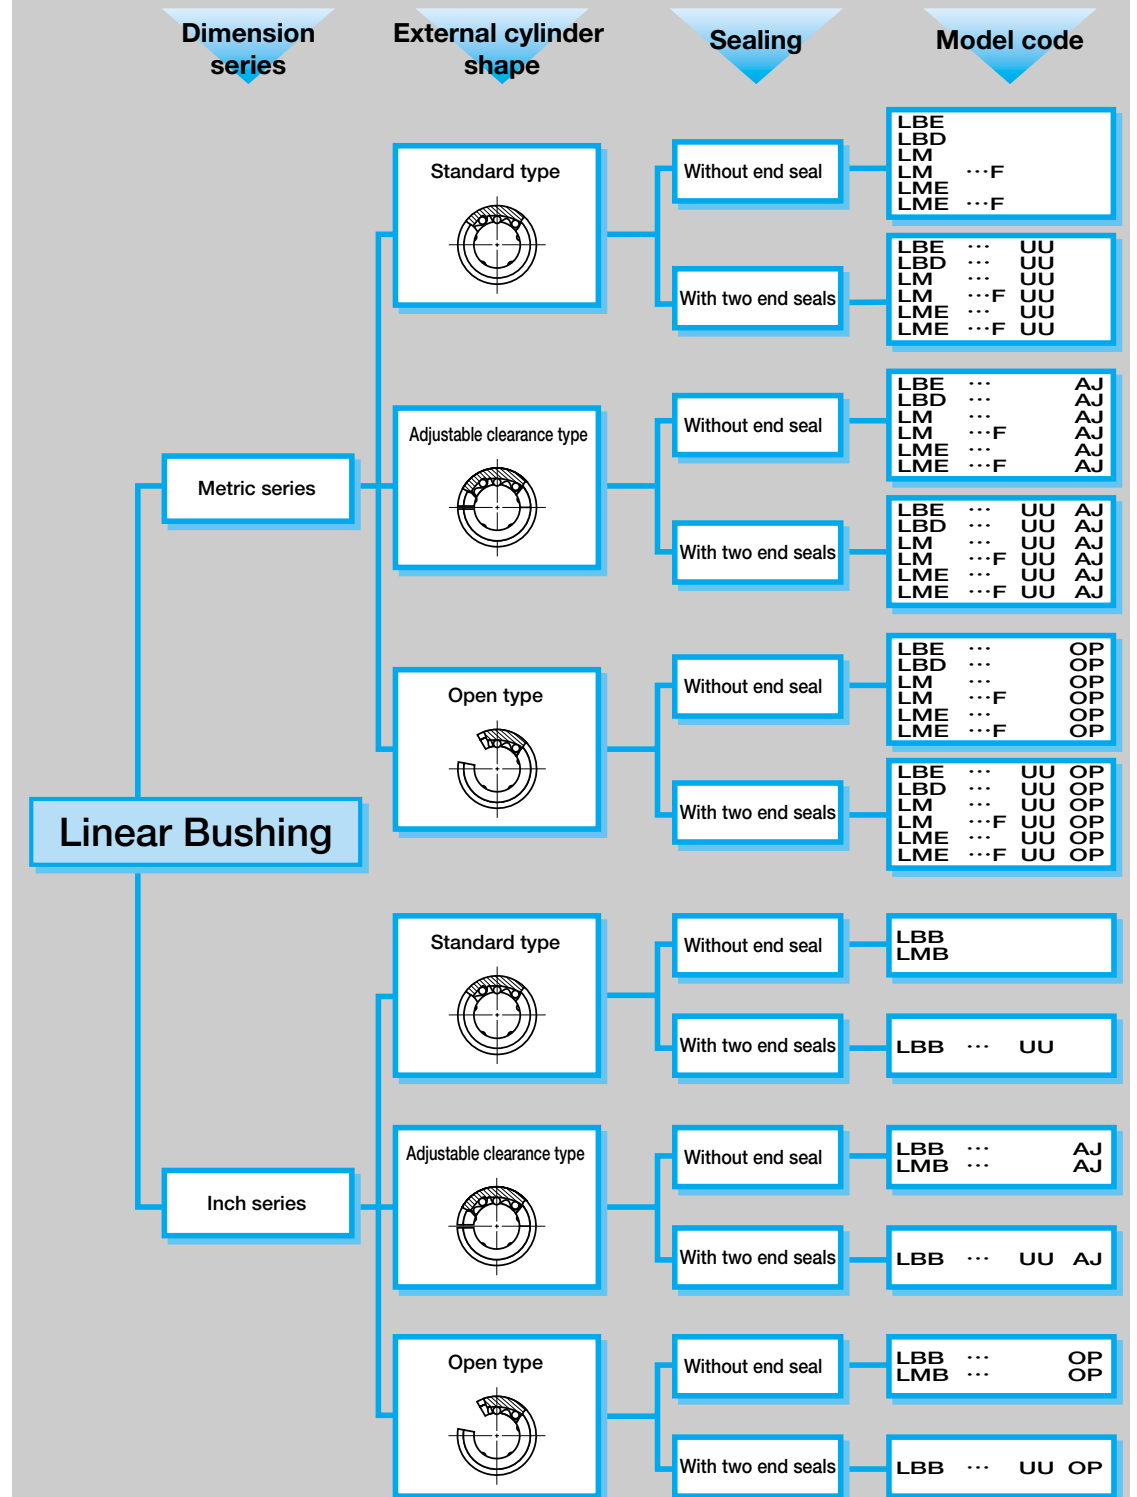 Dimension
series
External cylinder
shape
Sealing
Model code
Linear Bushing
Metric series
Standard type
Without end seal
LBE
LBD
LM
LM ···F
LME
LME ···F
With two end seals
LBE ··· UU
LBD ··· UU
LM ··· UU
LM ···F UU
LME ··· UU
LME ···F UU
Adjustable clearance type
Without end seal
LBE ··· AJ
LBD ··· AJ
LM ··· AJ
LM ···F AJ
LME ··· AJ
LME ···F AJ
With two end seals
LBE ··· UU AJ
LBD ··· UU AJ
LM ··· UU AJ
LM ···F UU AJ
LME ··· UU AJ
LME ···F UU AJ
Open type
Without end seal
LBE ··· OP
LBD ··· OP
LM ··· OP
LM ···F OP
LME ··· OP
LME ···F OP
With two end seals
LBE ··· UU OP
LBD ··· UU OP
LM ··· UU OP
LM ···F UU OP
LME ··· UU OP
LME ···F UU OP
Inch series
Standard type
Without end seal
LBB
LMB
With two end seals
LBB ··· UU
Adjustable clearance type
Without end seal
LBB ··· AJ
LMB ··· AJ
With two end seals
LBB ··· UU AJ
Open type
Without end seal
LBB ··· OP
LMB ··· OP
With two end seals
LBB ··· UU OP